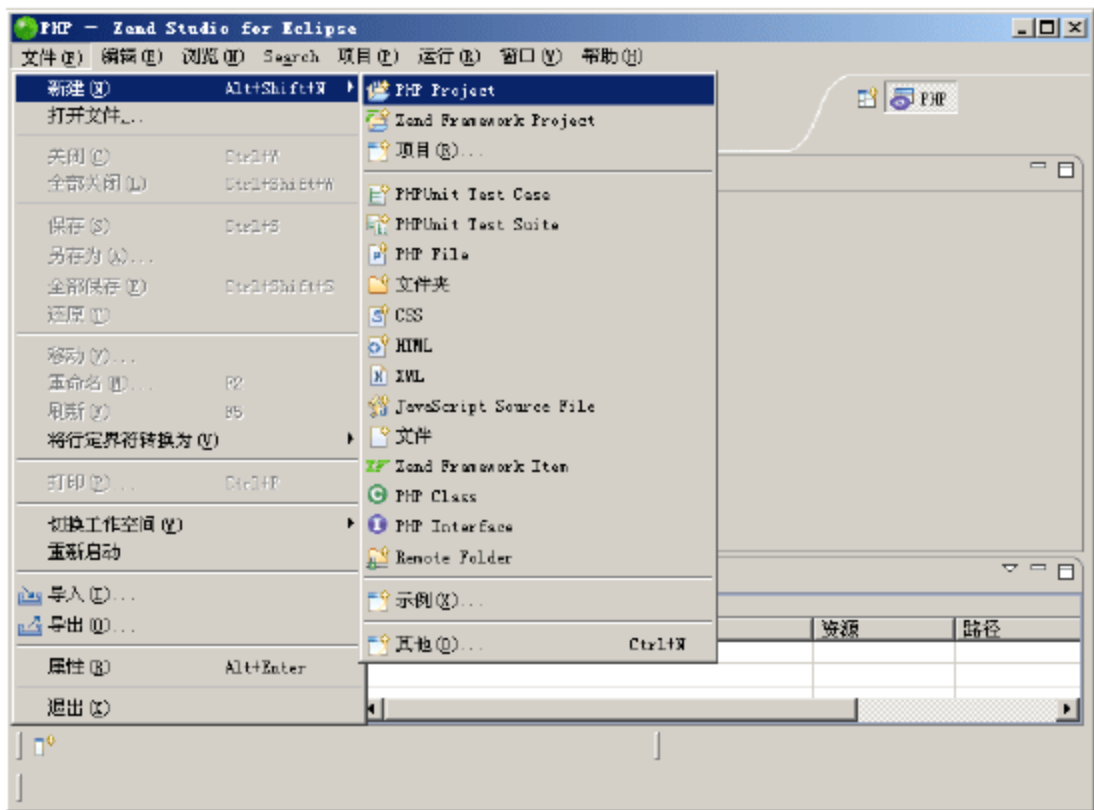 PHP - Zend Studio for Eclipse
文件(F) 编辑(E) 浏览(N) Search 项目(P) 运行(R) 窗口(W) 帮助(H)
新建(N) Alt+Shift+N
打开文件...
关闭(C) Ctrl+W
全部关闭(L) Ctrl+Shift+W
保存(S) Ctrl+S
另存为(A)...
全部保存(E) Ctrl+Shift+S
还原(T)
移动(V)...
重命名(M)... F2
刷新(F) F5
将行定界符转换为(V)
打印(P)... Ctrl+P
切换工作空间(W)
重新启动
导入(I)...
导出(O)...
属性(R) Alt+Enter
退出(X)
PHP Project
Zend Framework Project
项目(R)...
PHPUnit Test Case
PHPUnit Test Suite
PHP File
文件夹
CSS
HTML
XML
JavaScript Source File
文件
Zend Framework Item
PHP Class
PHP Interface
Remote Folder
示例(X)...
其他(O)... Ctrl+N
PHP
资源 路径